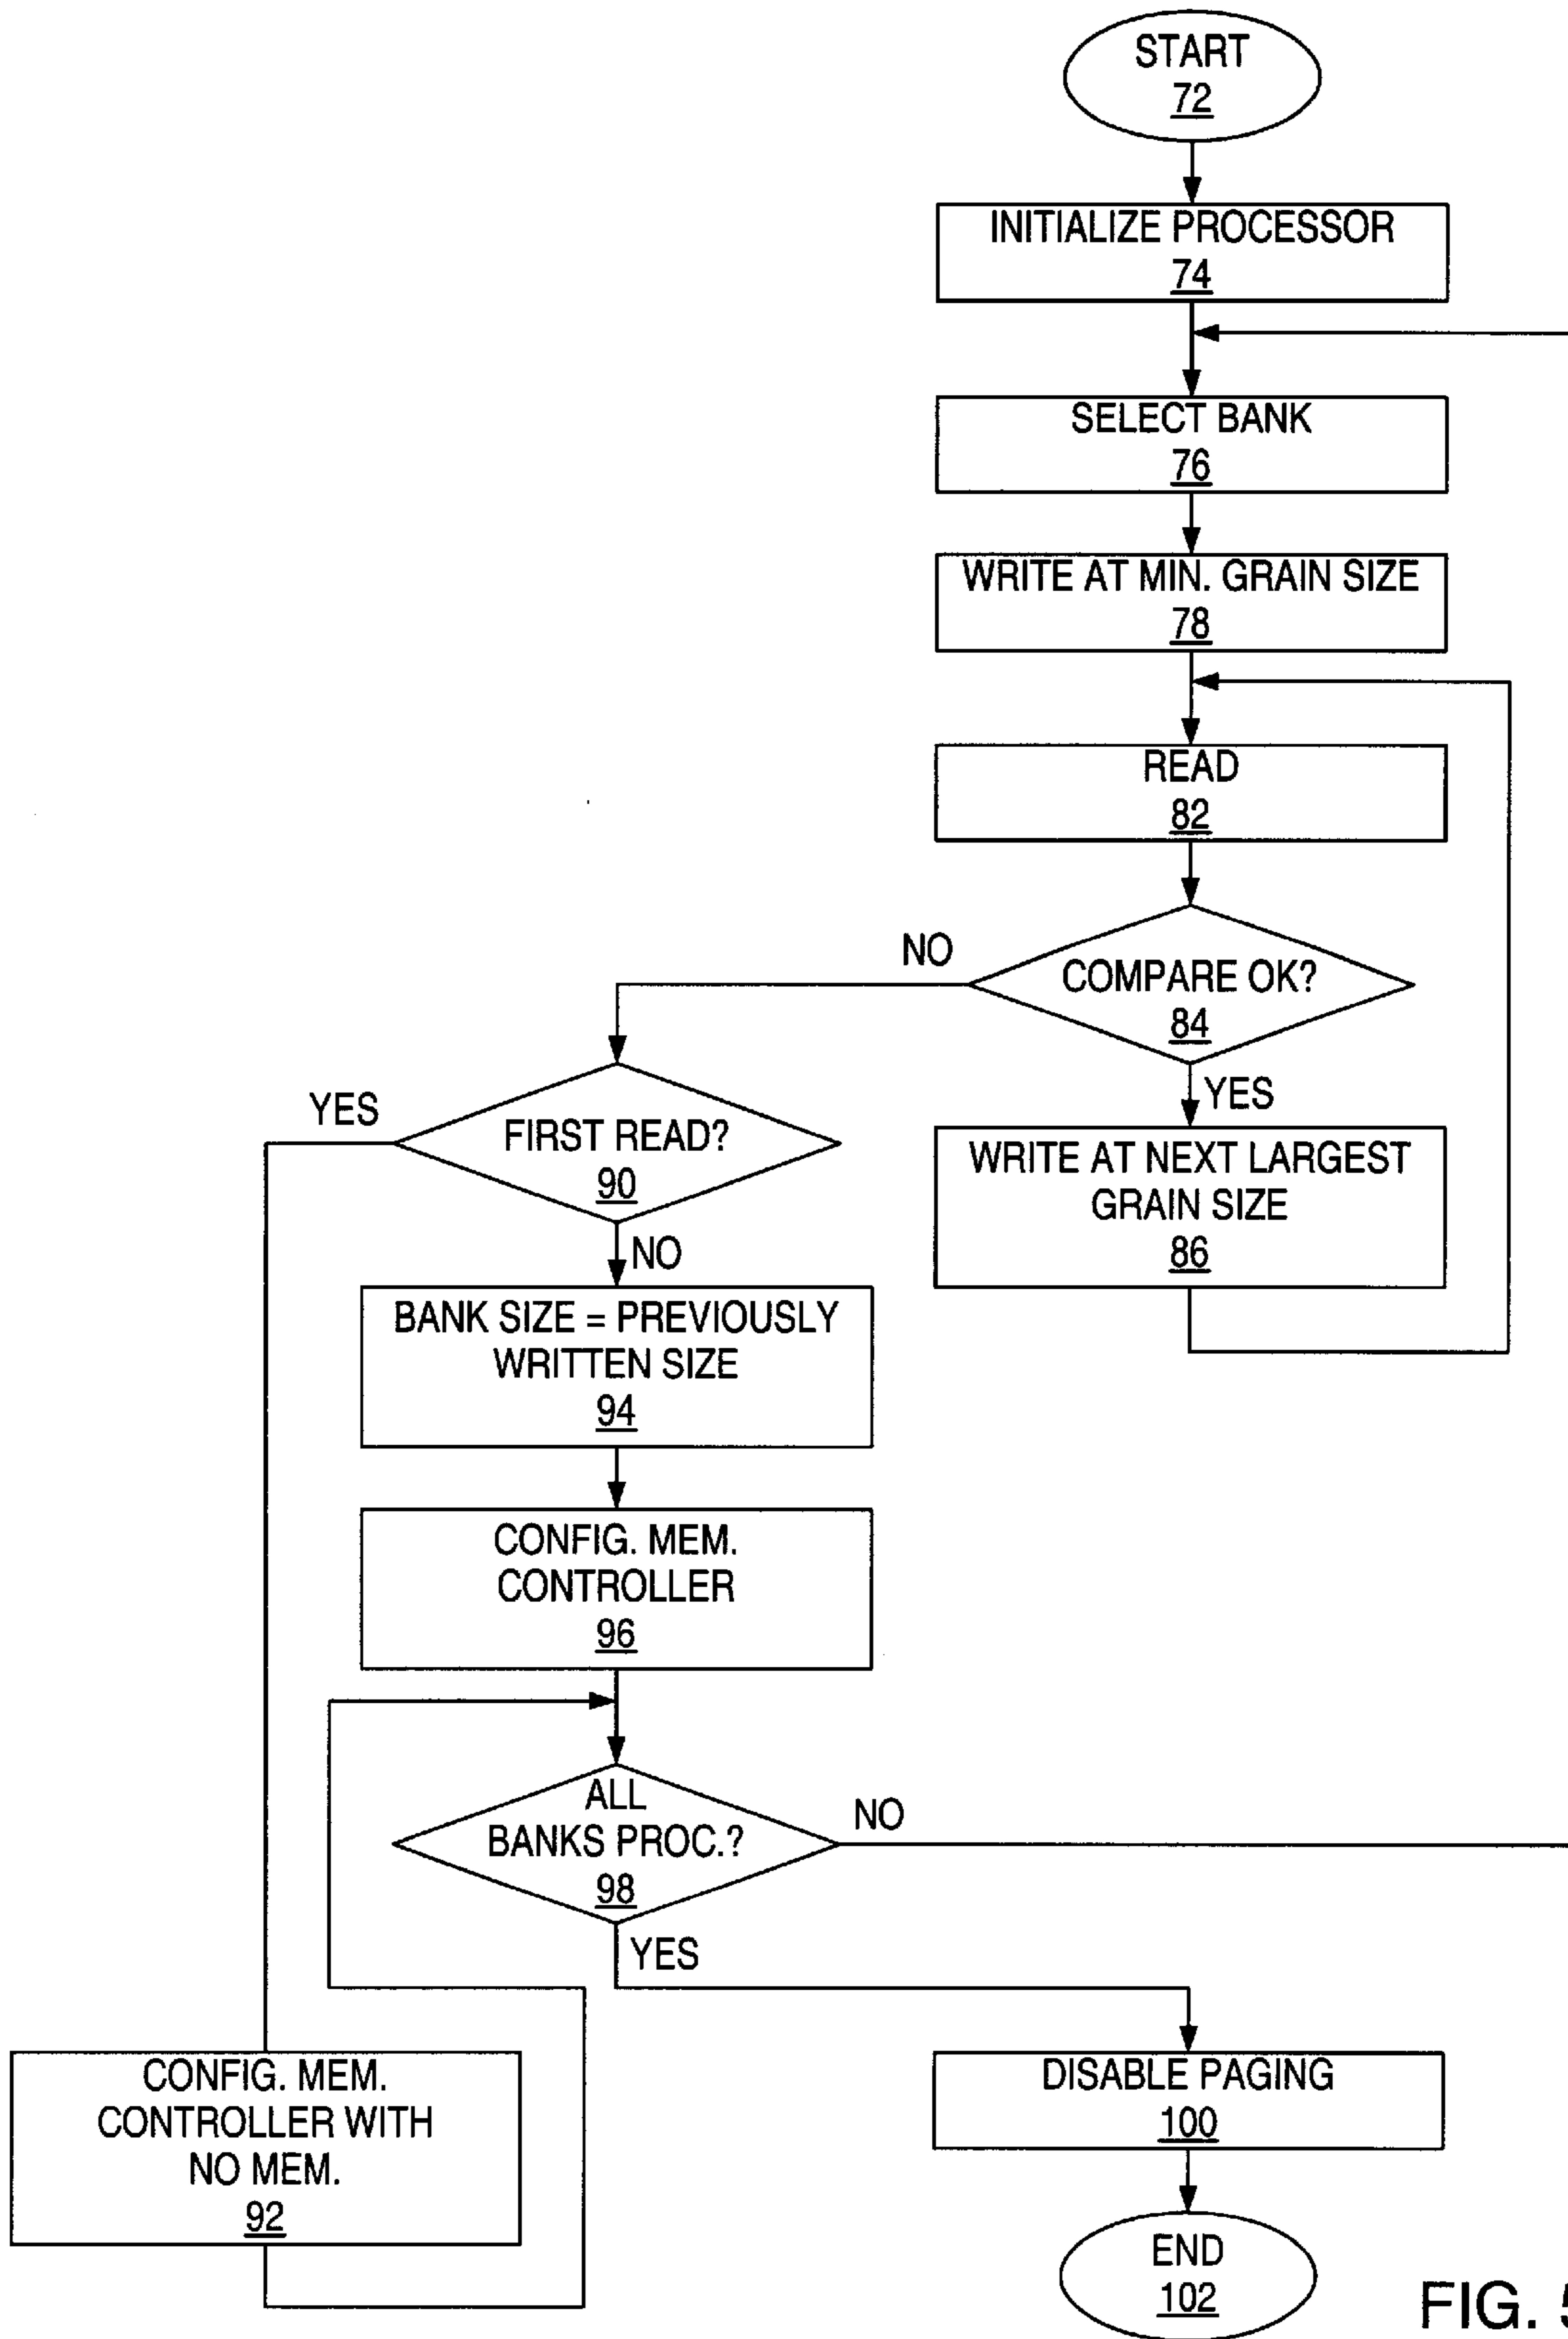 START
72
INITIALIZE PROCESSOR
74
SELECT BANK
76
WRITE AT MIN. GRAIN SIZE
78
READ
82
COMPARE OK?
84
NO
YES
WRITE AT NEXT LARGEST
GRAIN SIZE
86
FIRST READ?
90
YES
NO
BANK SIZE = PREVIOUSLY
WRITTEN SIZE
94
CONFIG. MEM.
CONTROLLER
96
ALL
BANKS PROC.?
98
NO
YES
CONFIG. MEM.
CONTROLLER WITH
NO MEM.
92
DISABLE PAGING
100
END
102
FIG. 5